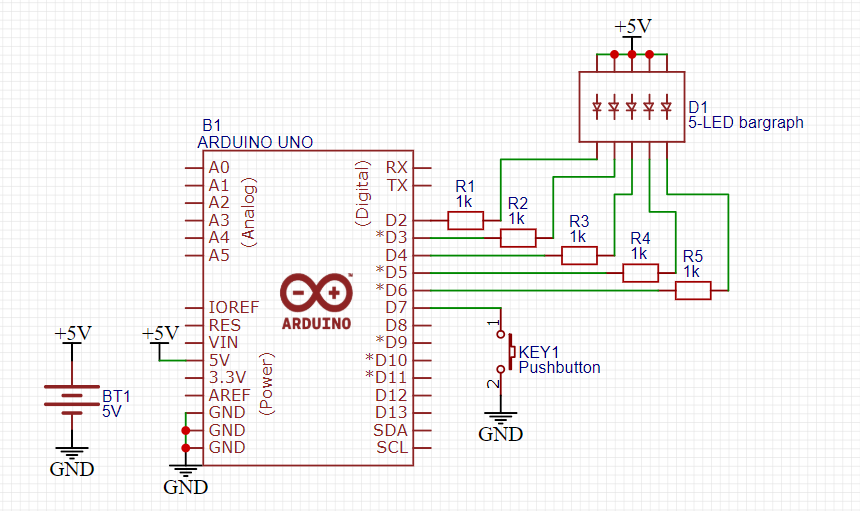 +5V
D1
5-LED bargraph
B1
ARDUINO UNO
A0
A1
A2
A3
A4
A5
(Analog)
IOREF
RES
VIN
5V
3.3V
AREF
GND
GND
GND
(Power)
(Digital)
RX
TX
D2
*D3
D4
*D5
*D6
D7
D8
*D9
*D10
*D11
D12
D13
SDA
SCL
ARDUINO
TM
R1
1k
R2
1k
R3
1k
R4
1k
R5
1k
1
KEY1
Pushbutton
2
GND
+5V
BT1
5V
GND
+5V
GND